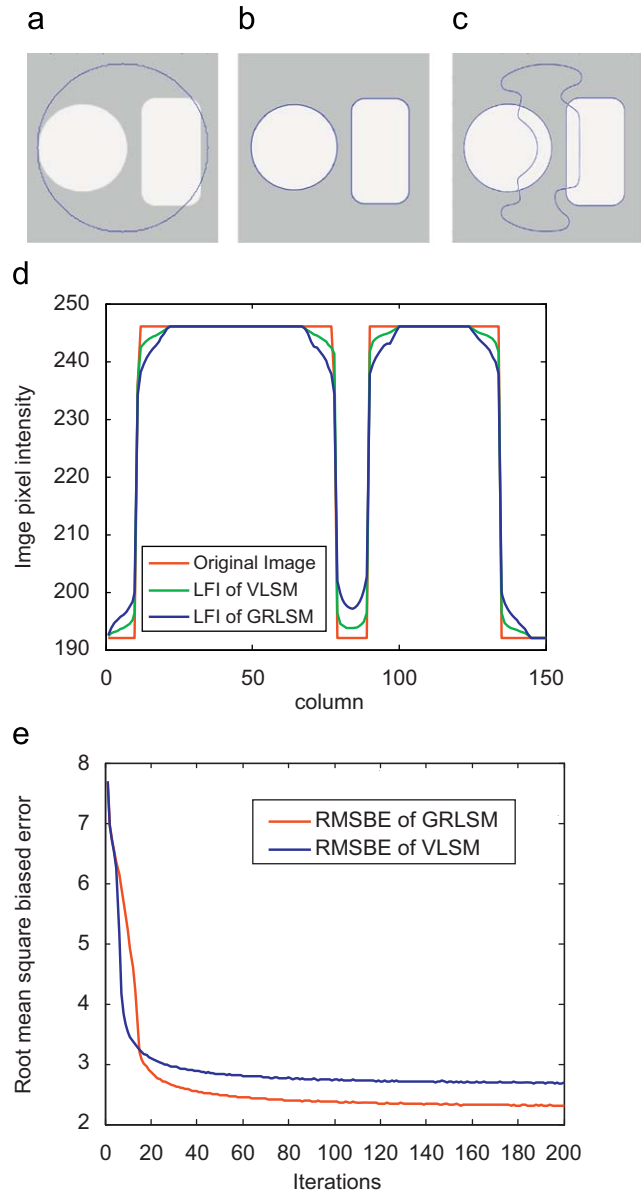 a b c
d
250
240
230
220
210
200
190
Imge pixel intensity
Original Image
LFI of VLSM
LFI of GRLSM
0 50 100 150
column
e
8
7
6
5
4
3
2
Root mean square biased error
RMSBE of GRLSM
RMSBE of VLSM
0 20 40 60 80 100 120 140 160 180 200
Iterations